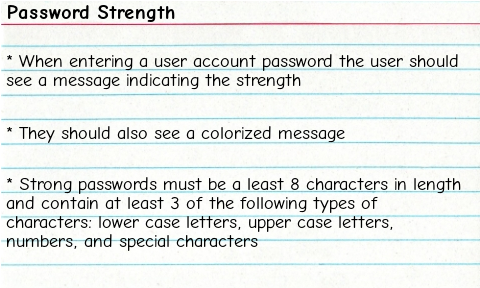 Password Strength
* When entering a user account password the user should
see a message indicating the strength
* They should also see a colorized message
* Strong passwords must be a least 8 characters in length
and contain at least 3 of the following types of
characters: lower case letters, upper case letters,
numbers, and special characters